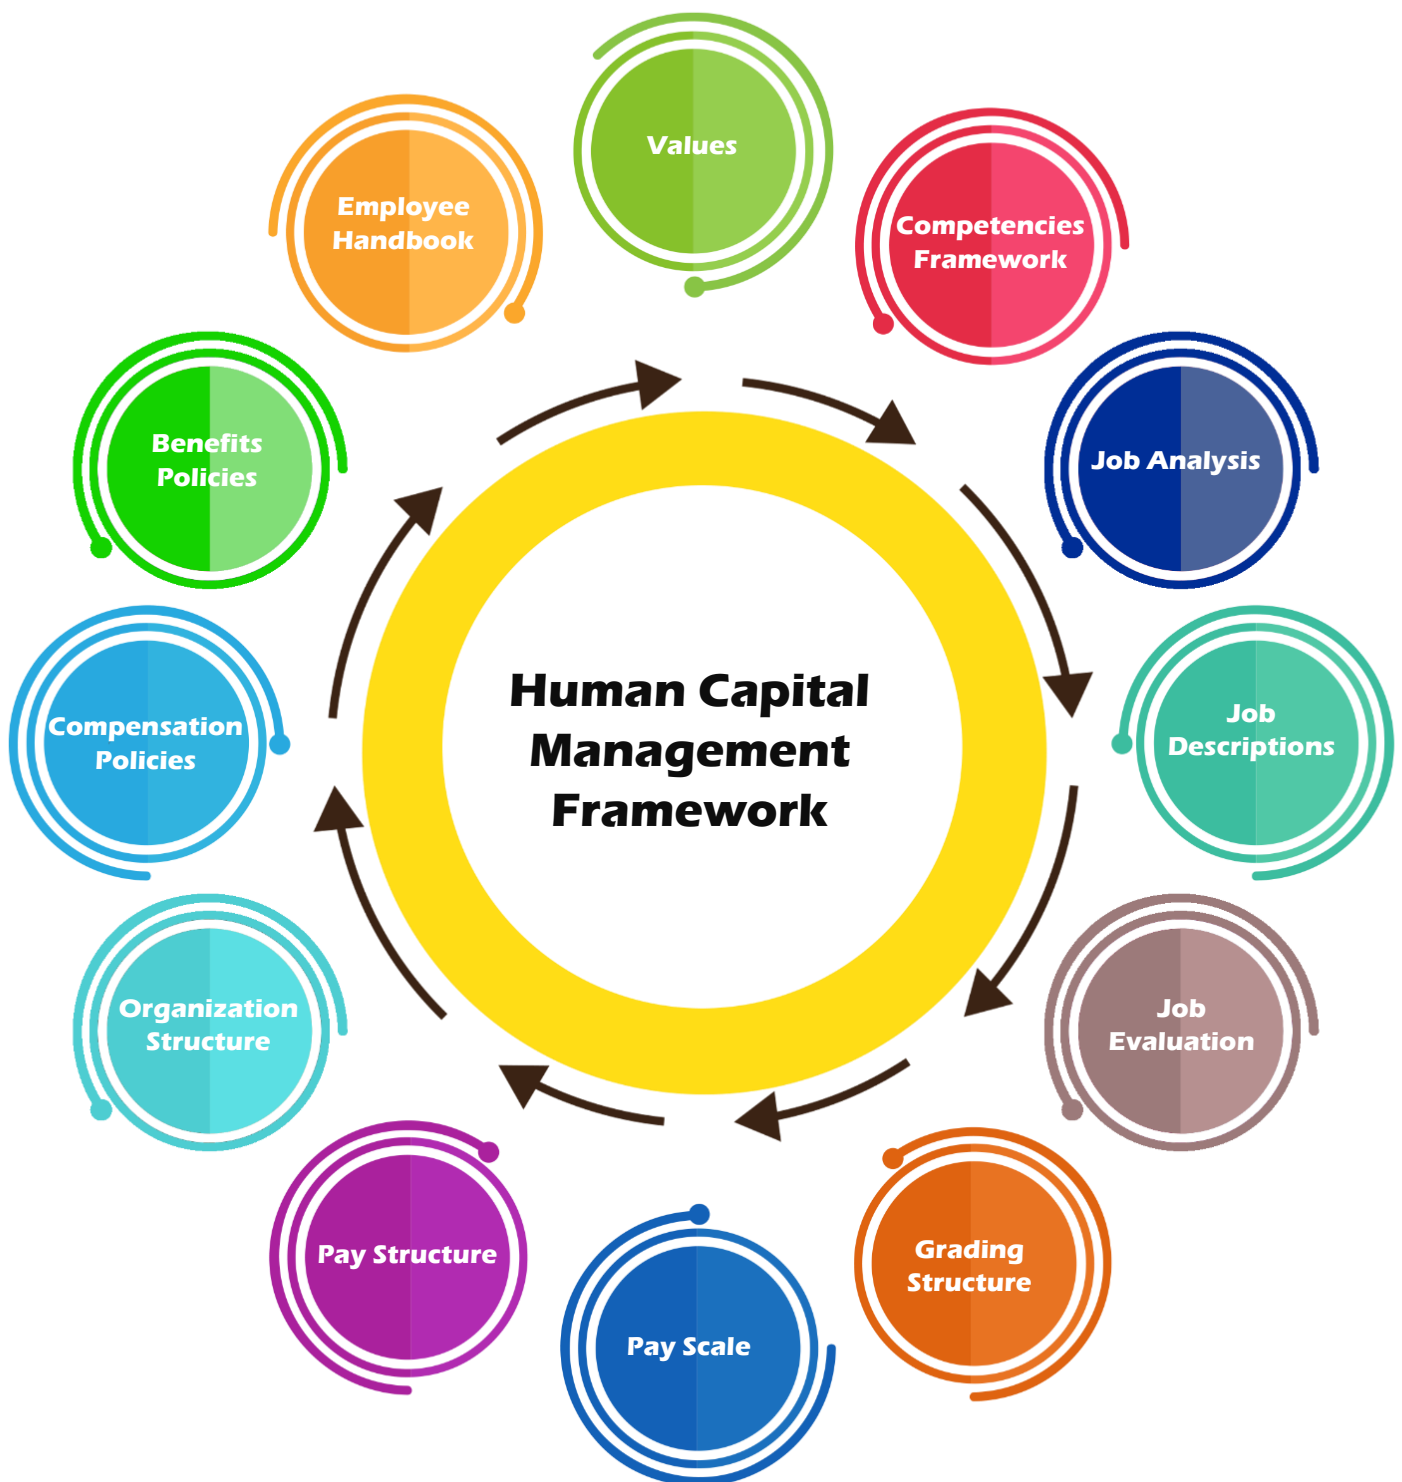 Values
Competencies
Framework
Job Analysis
Job
Descriptions
Job
Evaluation
Grading
Structure
Pay Scale
Pay Structure
Organization
Structure
Compensation
Policies
Benefits
Policies
Employee
Handbook
Human Capital
Management
Framework